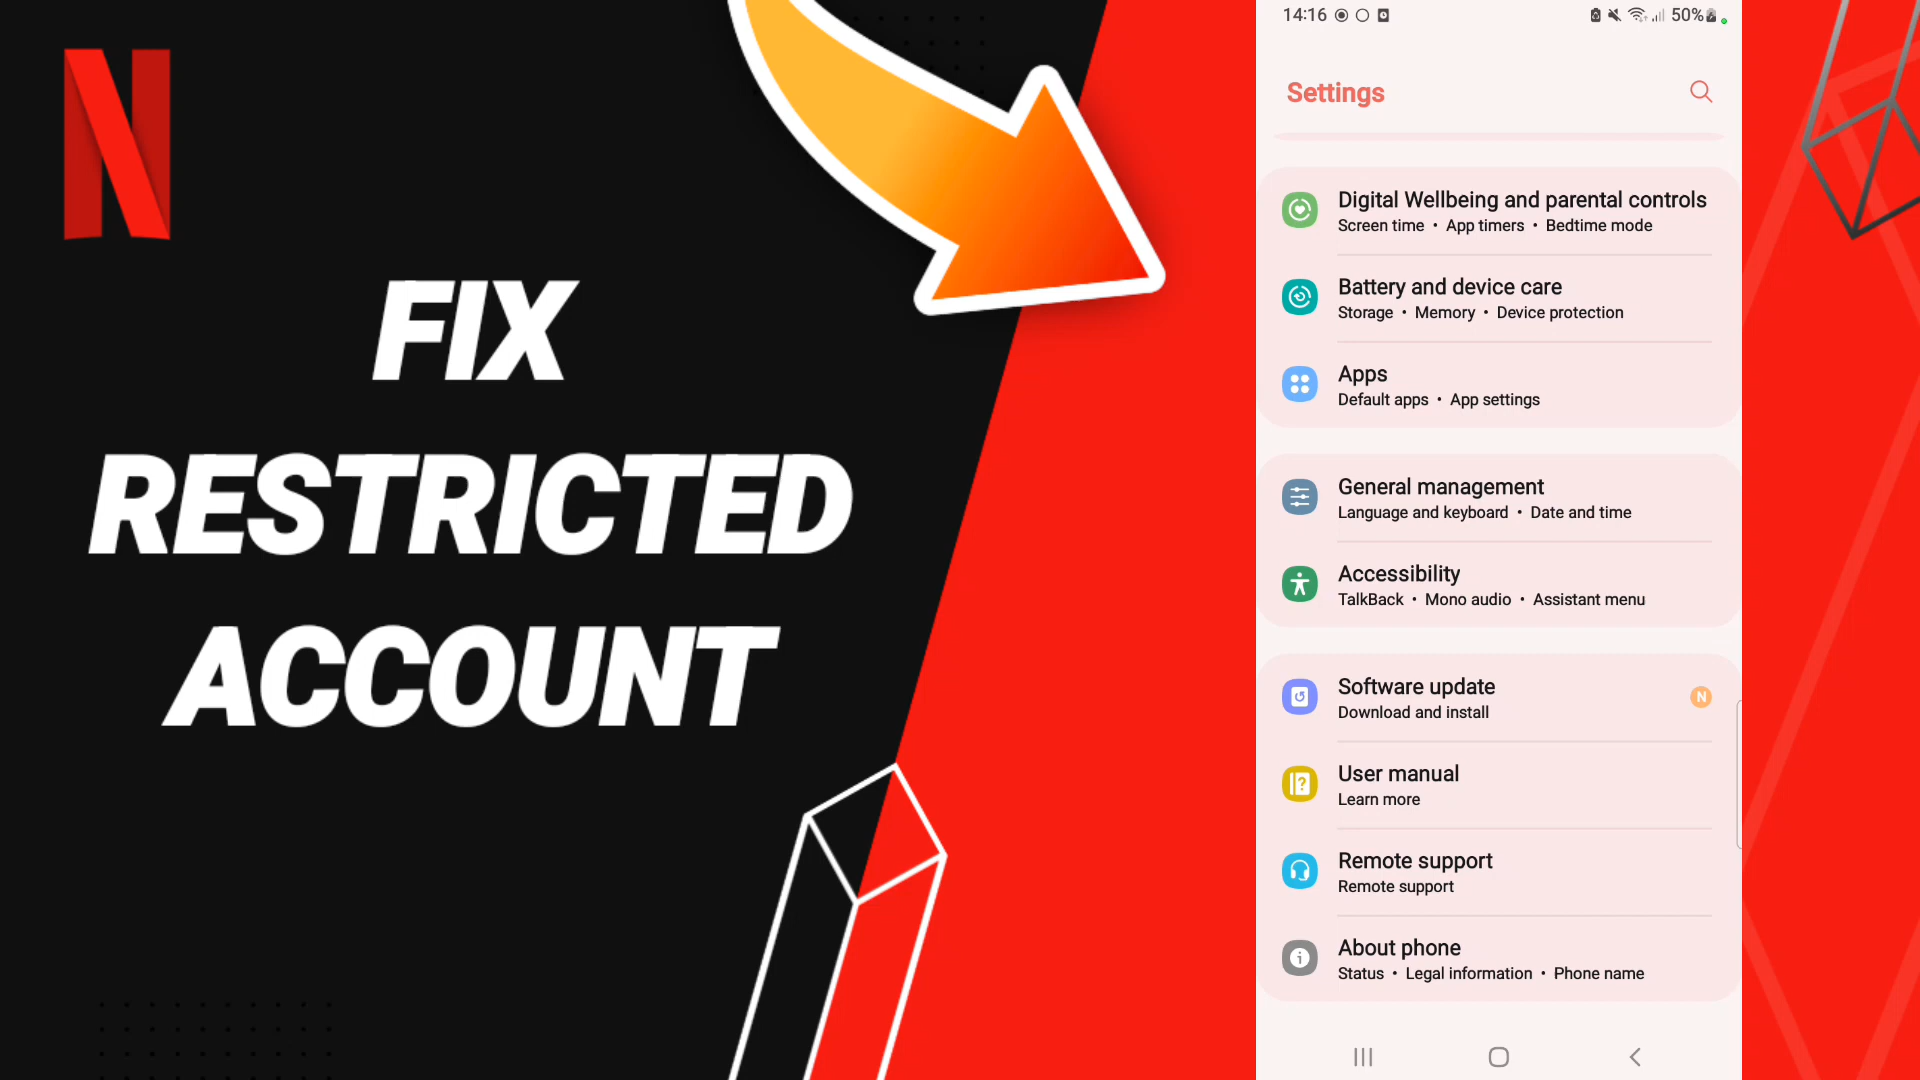 N
FIX
RESTRICTED
ACCOUNT
14:16
50%
Settings
Digital Wellbeing and parental controls
Screen time • App timers • Bedtime mode
Battery and device care
Storage • Memory • Device protection
Apps
Default apps • App settings
General management
Language and keyboard • Date and time
Accessibility
TalkBack • Mono audio • Assistant menu
Software update
N
Download and install
User manual
Learn more
Remote support
Remote support
About phone
Status • Legal information • Phone name